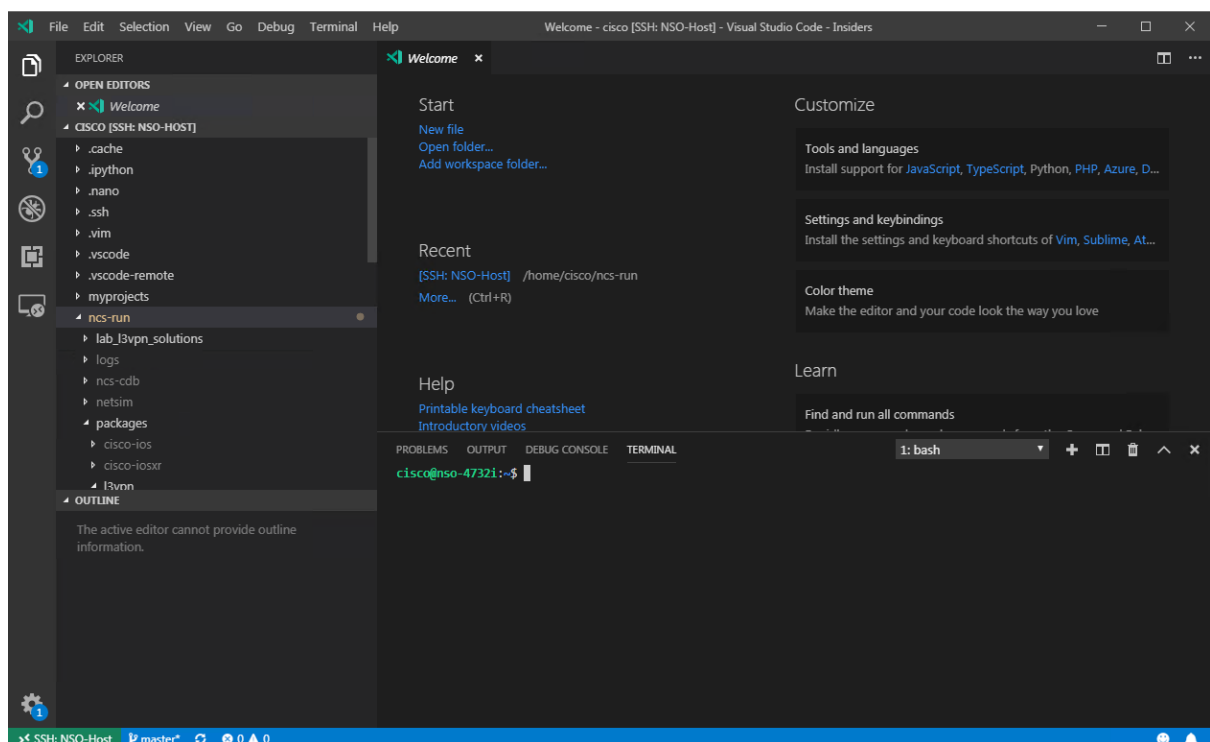 File Edit Selection View Go Debug Terminal Help Welcome - cisco [SSH: NSO-Host] - Visual Studio Code - Insiders
EXPLORER
OPEN EDITORS
Welcome
CISCO [SSH: NSO-HOST]
.cache
.ipython
.nano
.ssh
.vim
.vscode
.vscode-remote
myprojects
ncs-run
lab_l3vpn_solutions
logs
ncs-cdb
netsim
packages
cisco-ios
cisco-iosxr
l3vpn
OUTLINE
The active editor cannot provide outline
information.
1
1
Welcome
Start
New file
Open folder...
Add workspace folder...
Recent
[SSH: NSO-Host] /home/cisco/ncs-run
More... (Ctrl+R)
Help
Printable keyboard cheatsheet
Introductory videos
Customize
Tools and languages
Install support for JavaScript, TypeScript, Python, PHP, Azure, D...
Settings and keybindings
Install the settings and keyboard shortcuts of Vim, Sublime, At...
Color theme
Make the editor and your code look the way you love
Learn
Find and run all commands
PROBLEMS OUTPUT DEBUG CONSOLE TERMINAL 1: bash
cisco@nso-4732i:~$
SSH: NSO-Host master* 0 0